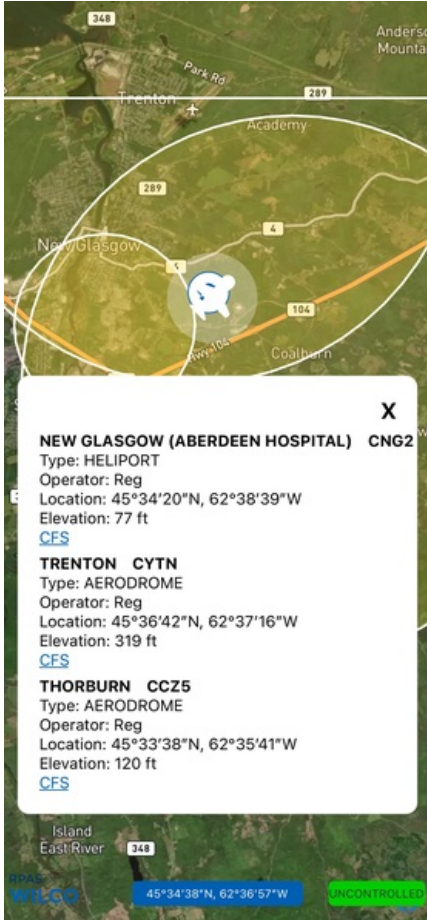 348
Anderso
Mounta
Park Rd
Trenton
289
Academy
289
4
New Glasgow
4
104
Hwy 104
Coalburn
X
NEW GLASGOW (ABERDEEN HOSPITAL) CNG2
Type: HELIPORT
Operator: Reg
Location: 45°34'20"N, 62°38'39"W
Elevation: 77 ft
CFS
TRENTON CYTN
Type: AERODROME
Operator: Reg
Location: 45°36'42"N, 62°37'16"W
Elevation: 319 ft
CFS
THORBURN CCZ5
Type: AERODROME
Operator: Reg
Location: 45°33'38"N, 62°35'41"W
Elevation: 120 ft
CFS
Island
East River
348
RPAS
WILCO
45°34'38"N, 62°36'57"W
UNCONTROLLED